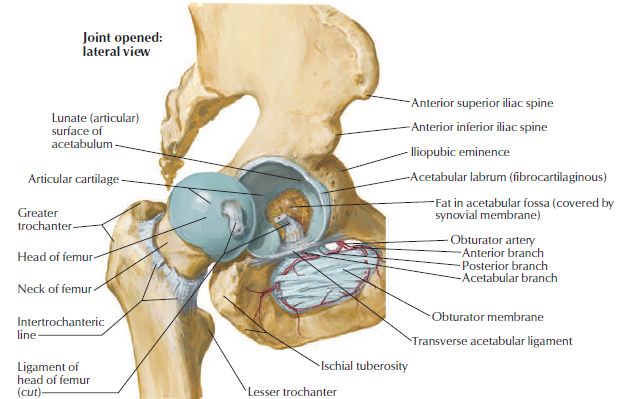 Joint opened:
lateral view
Lunate (articular)
surface of
acetabulum
Articular cartilage
Greater
trochanter
Head of femur
Neck of femur
Intertrochanteric
line
Ligament of
head of femur
(cut)
Anterior superior iliac spine
Anterior inferior iliac spine
Iliopubic eminence
Acetabular labrum (fibrocartilaginous)
Fat in acetabular fossa (covered by
synovial membrane)
Obturator artery
Anterior branch
Posterior branch
Acetabular branch
Obturator membrane
Transverse acetabular ligament
Ischial tuberosity
Lesser trochanter